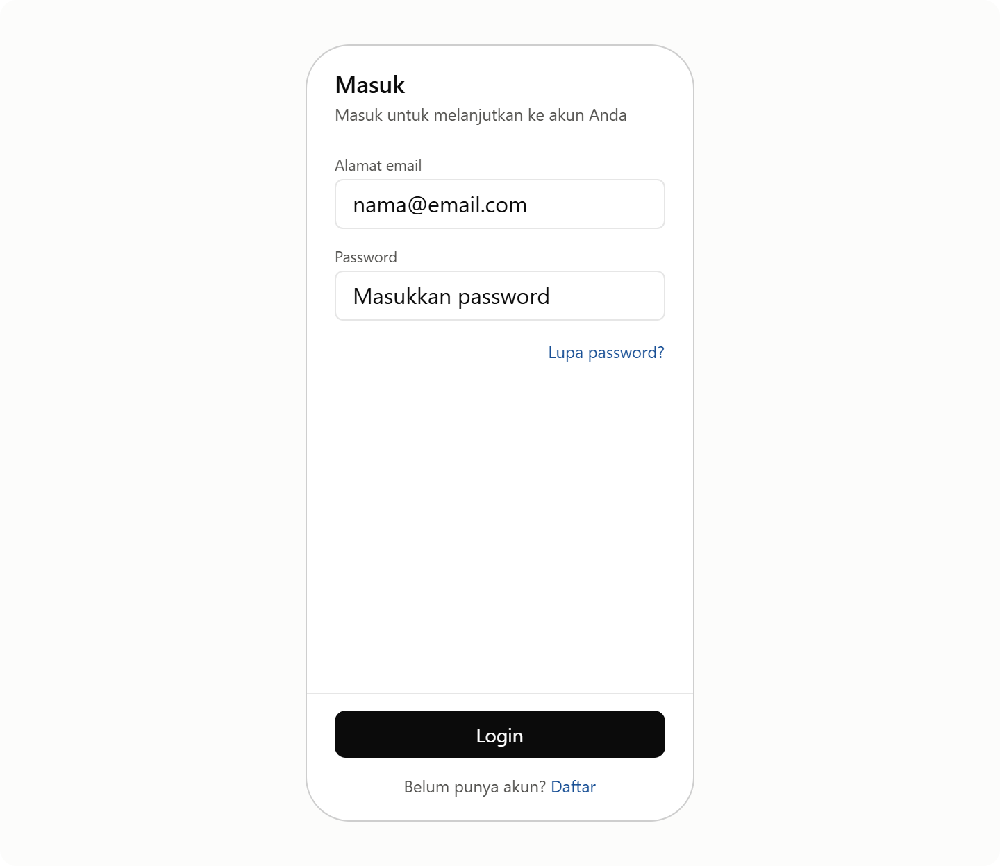 Masuk
Masuk untuk melanjutkan ke akun Anda
Alamat email
nama@email.com
Password
Masukkan password
Lupa password?
Login
Belum punya akun? Daftar